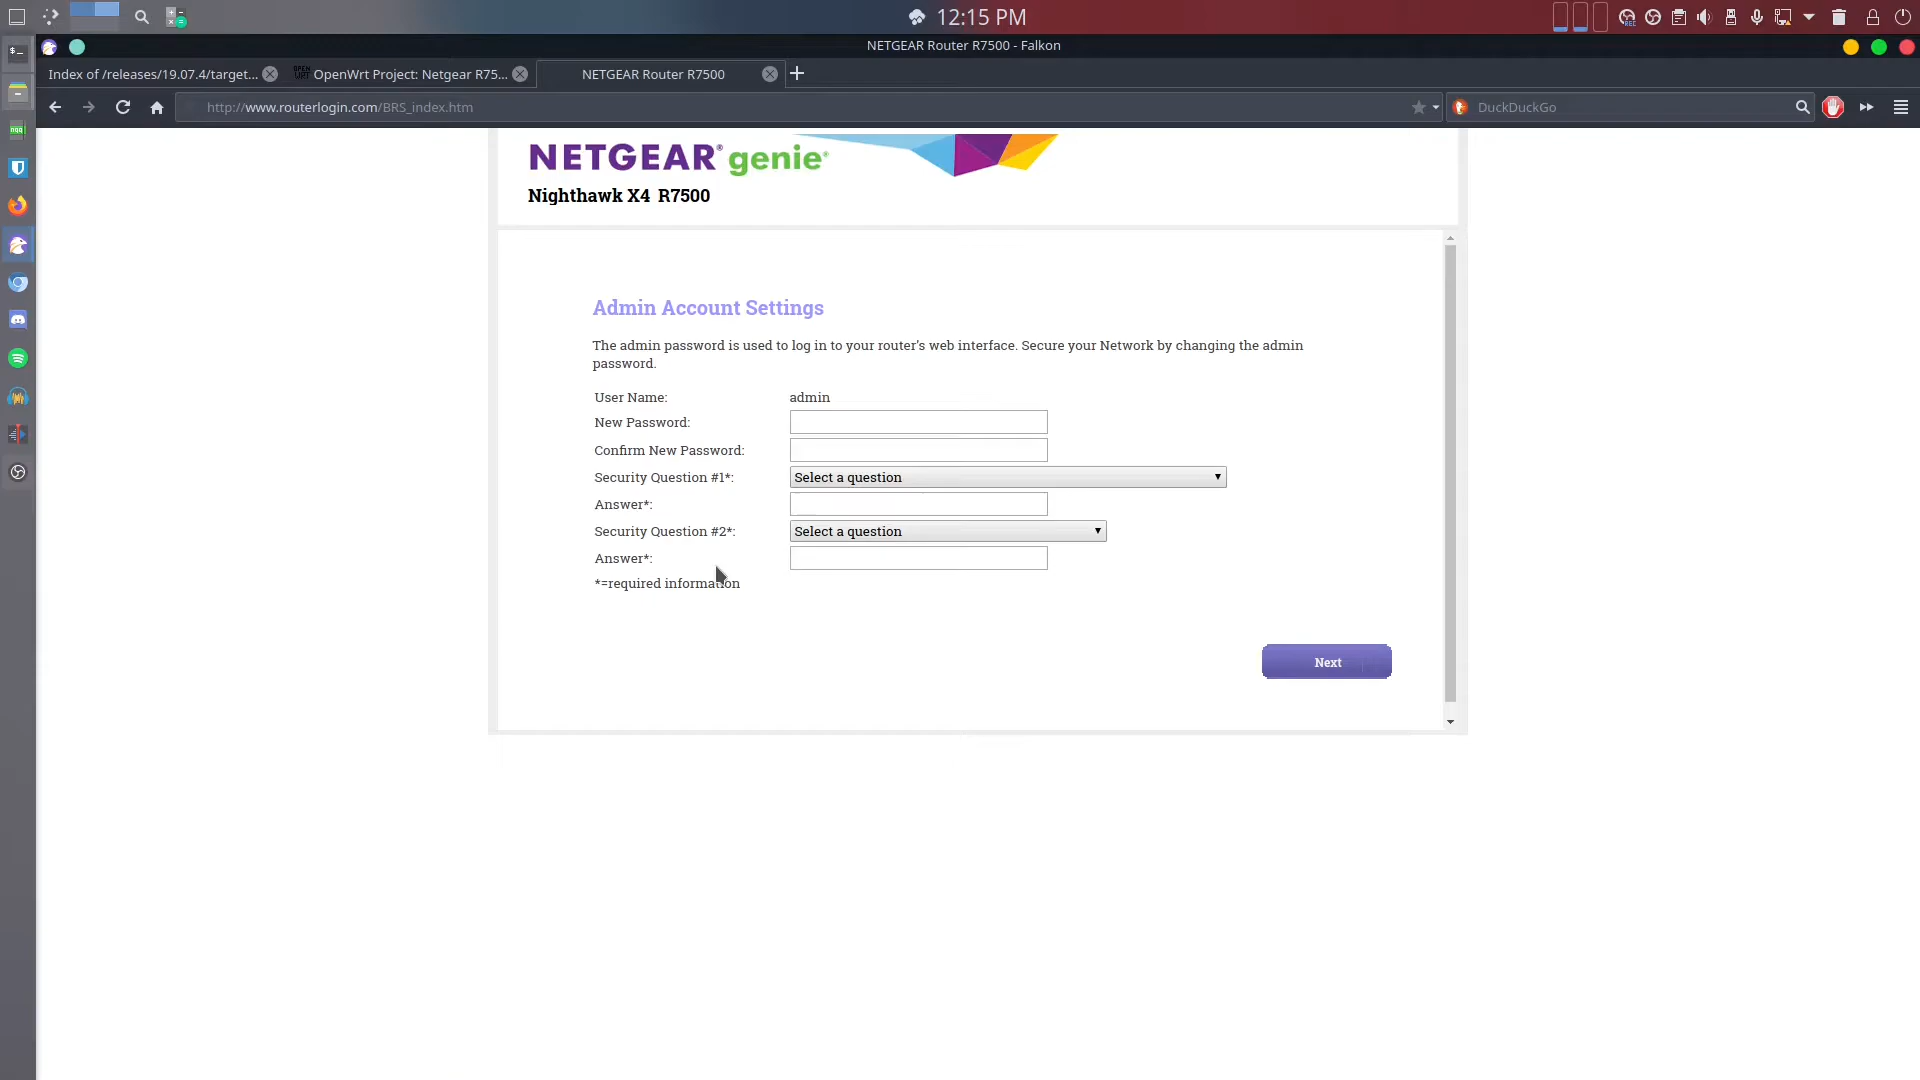 12:15 PM
NETGEAR Router R7500 - Falkon
Index of /releases/19.07.4/target...
OpenWrt Project: Netgear R75...
NETGEAR Router R7500
http://www.routerlogin.com/BRS_index.htm
DuckDuckGo
NETGEAR® genie®
Nighthawk X4 R7500
Admin Account Settings
The admin password is used to log in to your router's web interface. Secure your Network by changing the admin
password.
User Name: admin
New Password:
Confirm New Password:
Security Question #1*: Select a question
Answer*:
Security Question #2*: Select a question
Answer*:
*=required information
Next